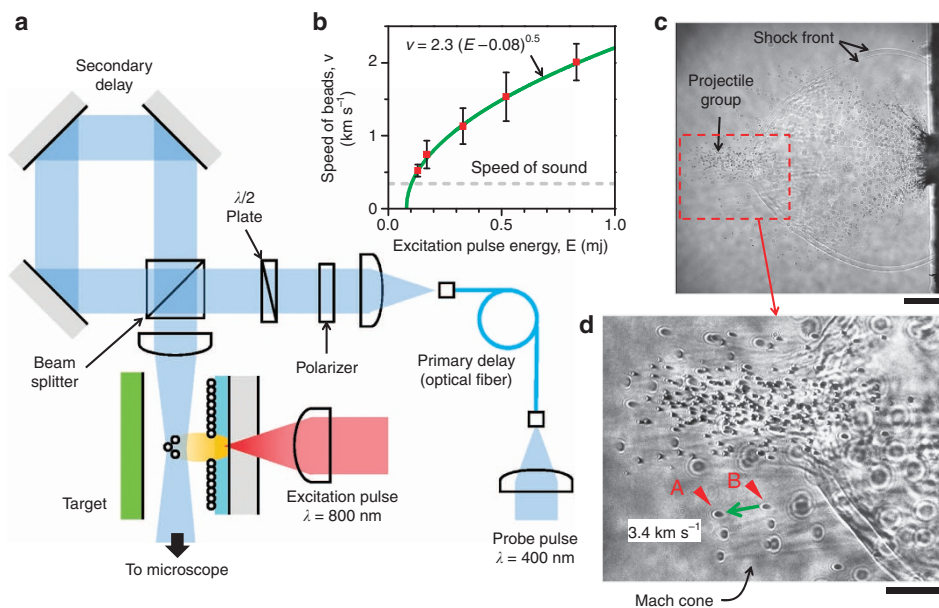 a
Secondary
delay
λ/2
Plate
Beam
splitter
Polarizer
Primary delay
(optical fiber)
Target
Excitation pulse
λ = 800 nm
Probe pulse
λ = 400 nm
To microscope
b
v = 2.3 (E−0.08)^0.5
Speed of beads, v
(km s⁻¹)
2
1
0
Speed of sound
0.0 0.2 0.4 0.6 0.8 1.0
Excitation pulse energy, E (mj)
c
Shock front
Projectile
group
d
A
B
3.4 km s⁻¹
Mach cone